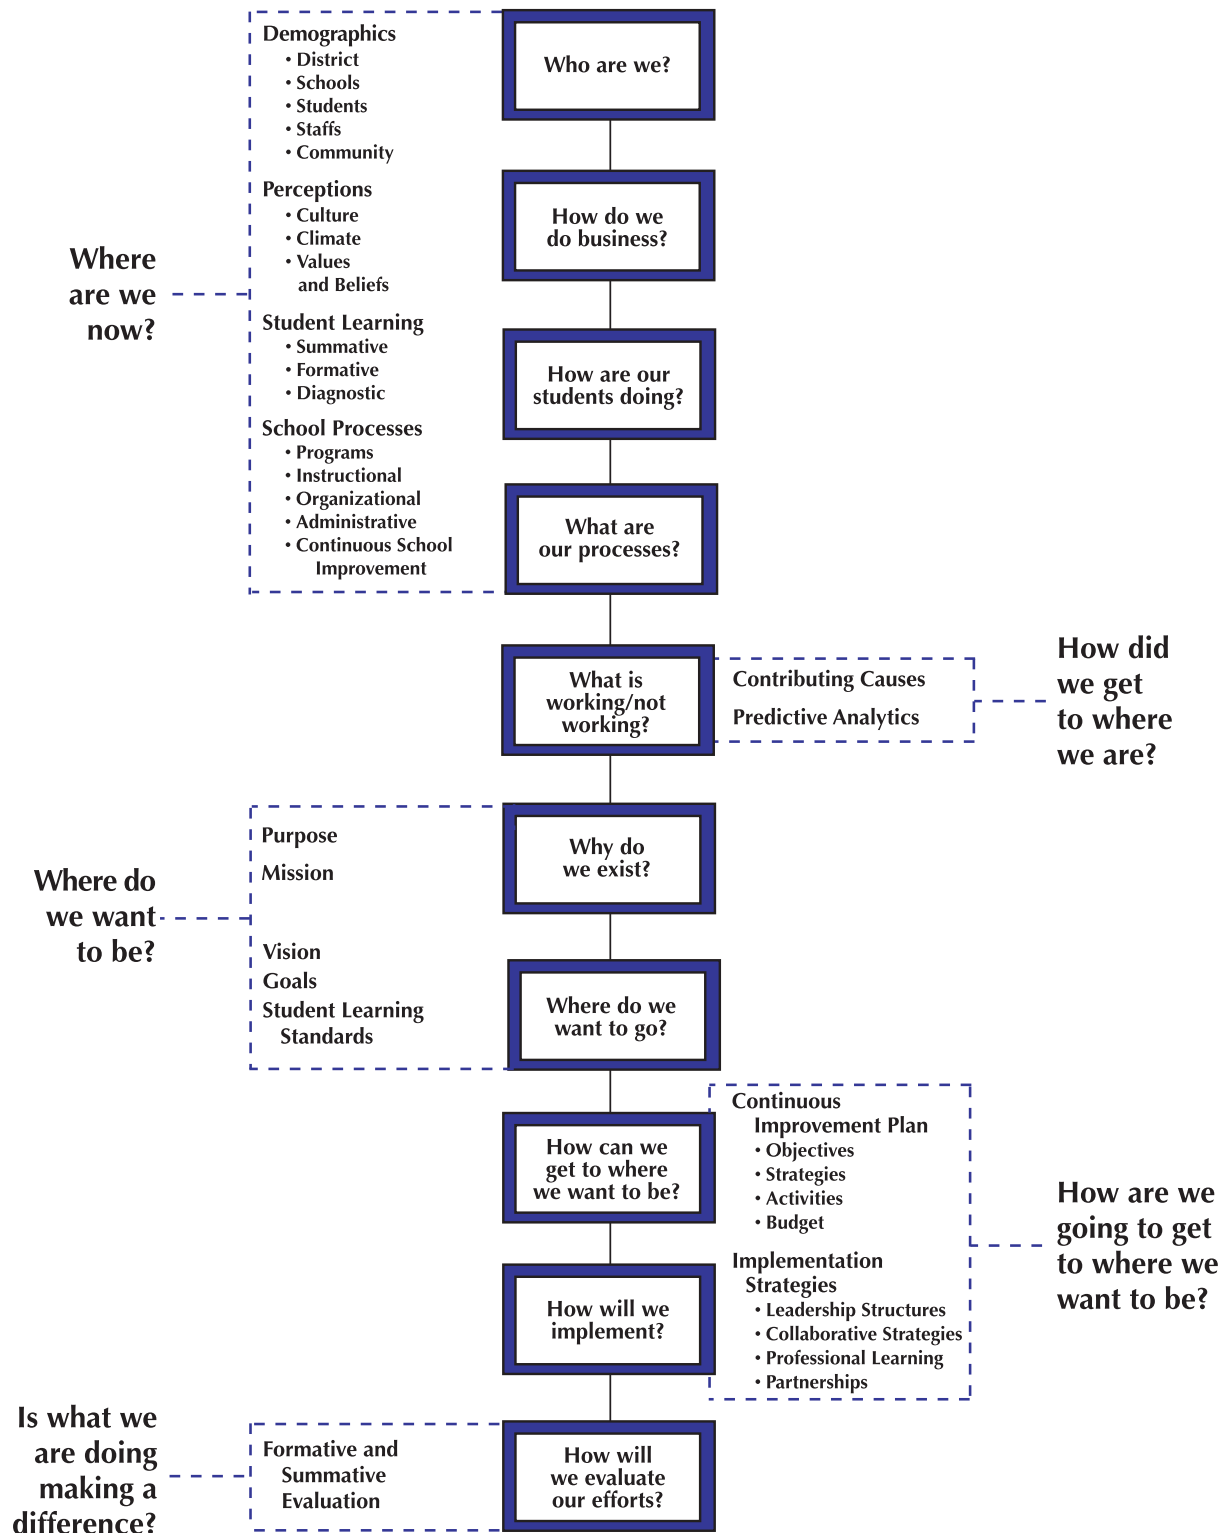 Where
are we
now?
Demographics
• District
• Schools
• Students
• Staffs
• Community
Perceptions
• Culture
• Climate
• Values
and Beliefs
Student Learning
• Summative
• Formative
• Diagnostic
School Processes
• Programs
• Instructional
• Organizational
• Administrative
• Continuous School
Improvement
Who are we?
How do we
do business?
How are our
students doing?
What are
our processes?
What is
working/not
working?
Contributing Causes
Predictive Analytics
How did
we get
to where
we are?
Where do
we want
to be?
Purpose
Mission
Vision
Goals
Student Learning
Standards
Why do
we exist?
Where do we
want to go?
How can we
get to where
we want to be?
How will we
implement?
Continuous
Improvement Plan
• Objectives
• Strategies
• Activities
• Budget
Implementation
Strategies
• Leadership Structures
• Collaborative Strategies
• Professional Learning
• Partnerships
How are we
going to get
to where we
want to be?
Is what we
are doing
making a
difference?
Formative and
Summative
Evaluation
How will
we evaluate
our efforts?